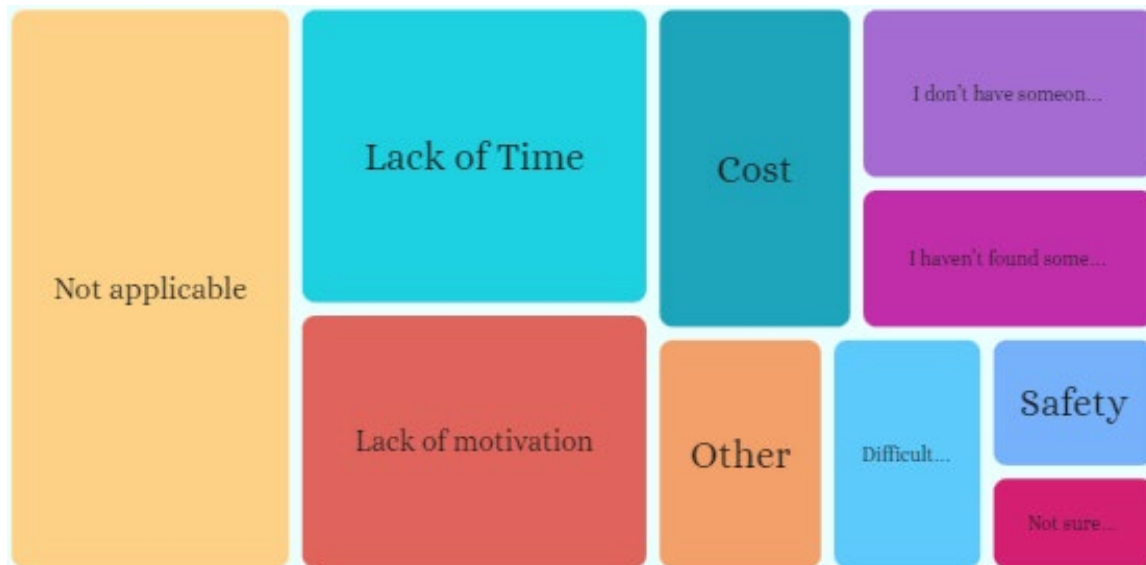 Not applicable
Lack of Time
Lack of motivation
Cost
I don't have someon...
I haven't found some...
Other
Difficult...
Safety
Not sure...